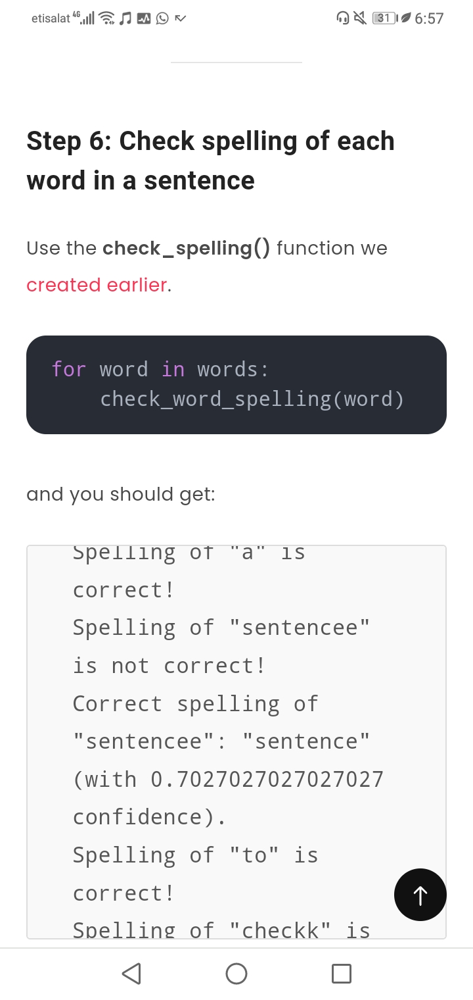 etisalat 4G 31 6:57
Step 6: Check spelling of each
word in a sentence
Use the check_spelling() function we
created earlier.
for word in words:
    check_word_spelling(word)
and you should get:
Spelling of "a" is
correct!
Spelling of "sentencee"
is not correct!
Correct spelling of
"sentencee": "sentence"
(with 0.7027027027027027
confidence).
Spelling of "to" is
correct!
Spelling of "checkk" is